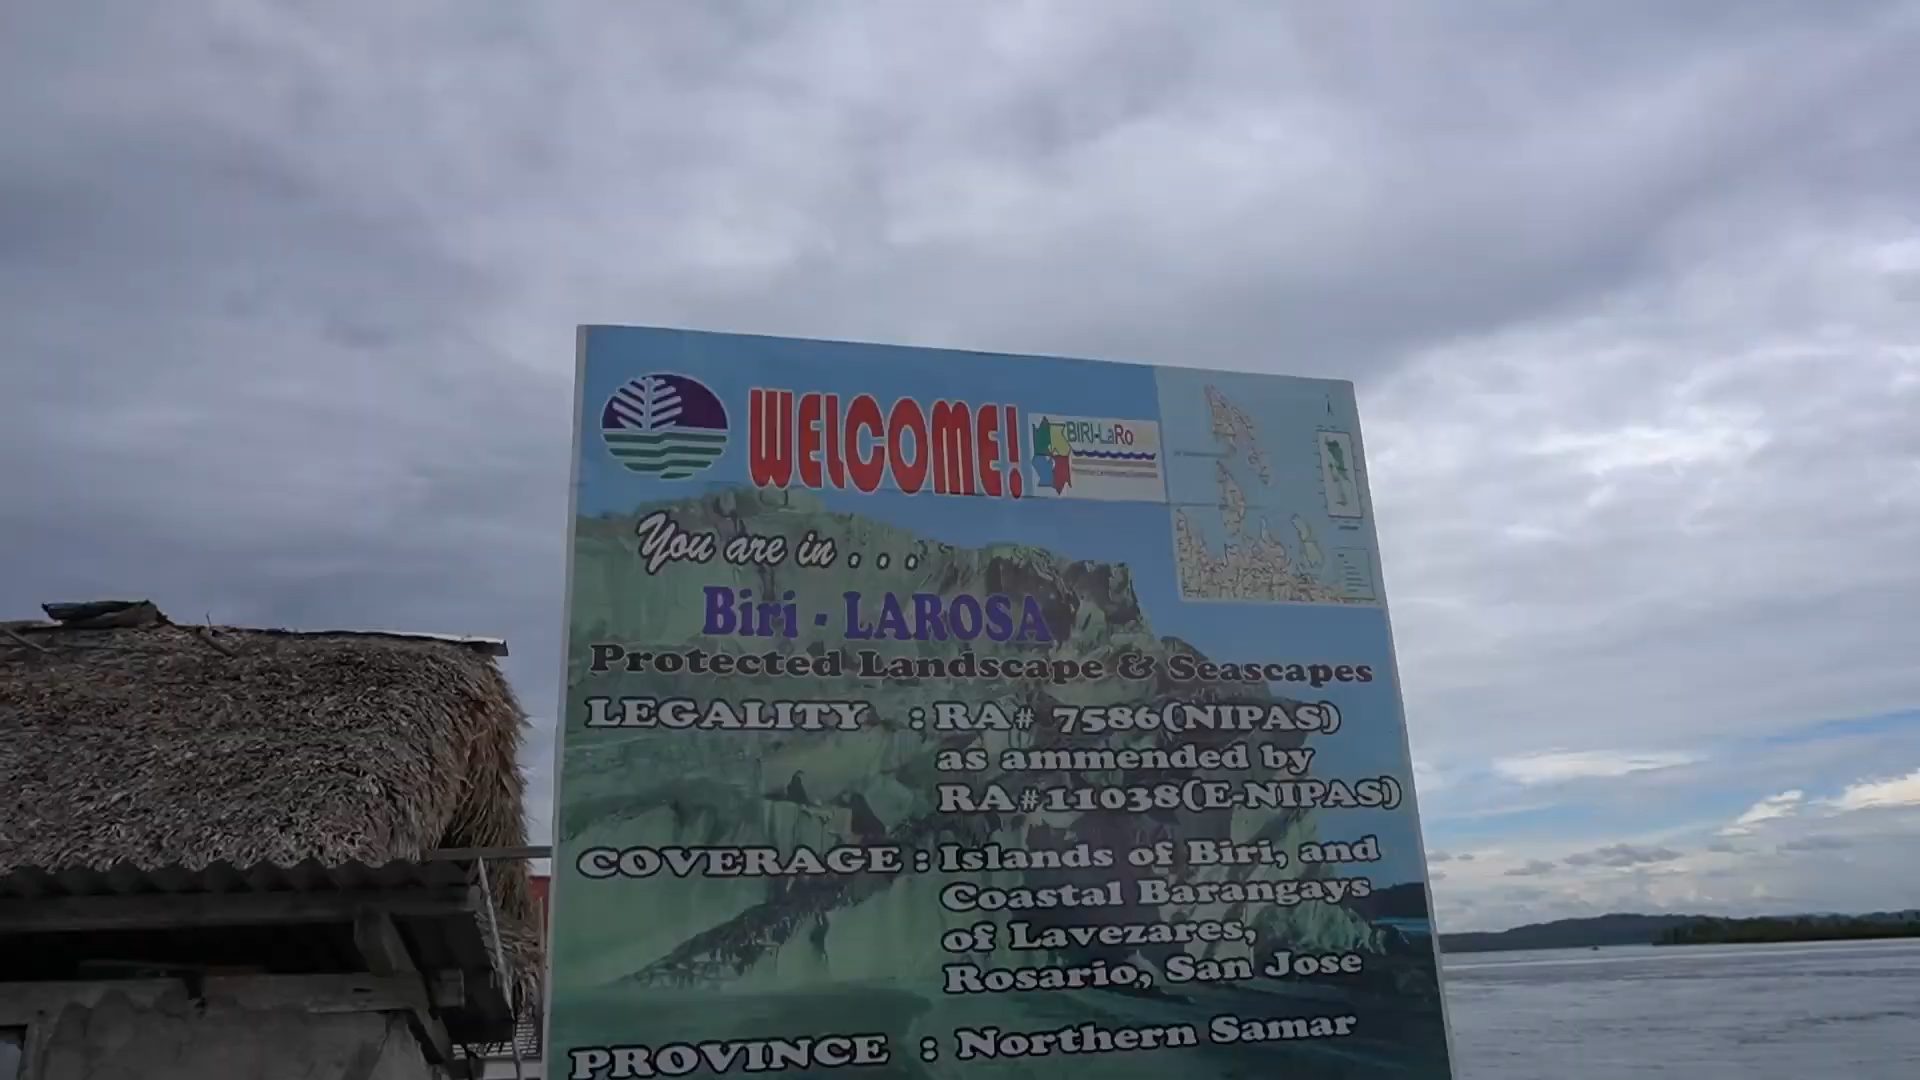 WELCOME!
BIRI-LaRo
You are in . . .
Biri - LAROSA
Protected Landscape & Seascapes
LEGALITY : RA# 7586(NIPAS)
as ammended by
RA#11038(E-NIPAS)
COVERAGE : Islands of Biri, and
Coastal Barangays
of Lavezares,
Rosario, San Jose
PROVINCE : Northern Samar